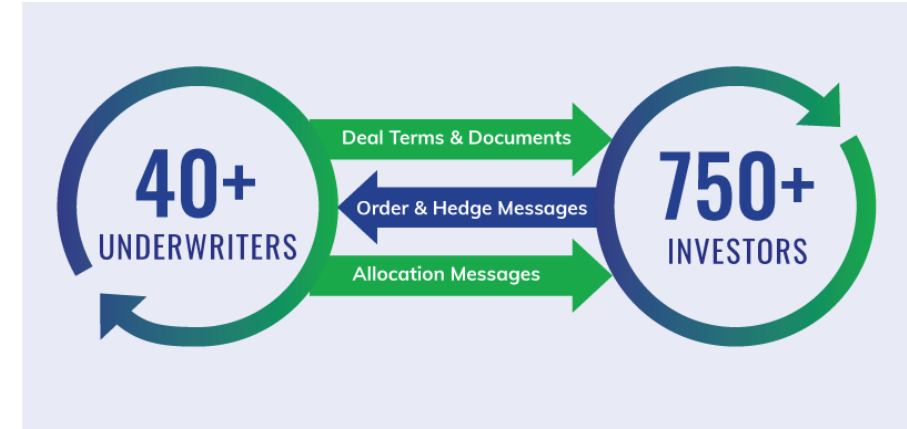 40+
UNDERWRITERS
Deal Terms & Documents
Order & Hedge Messages
Allocation Messages
750+
INVESTORS